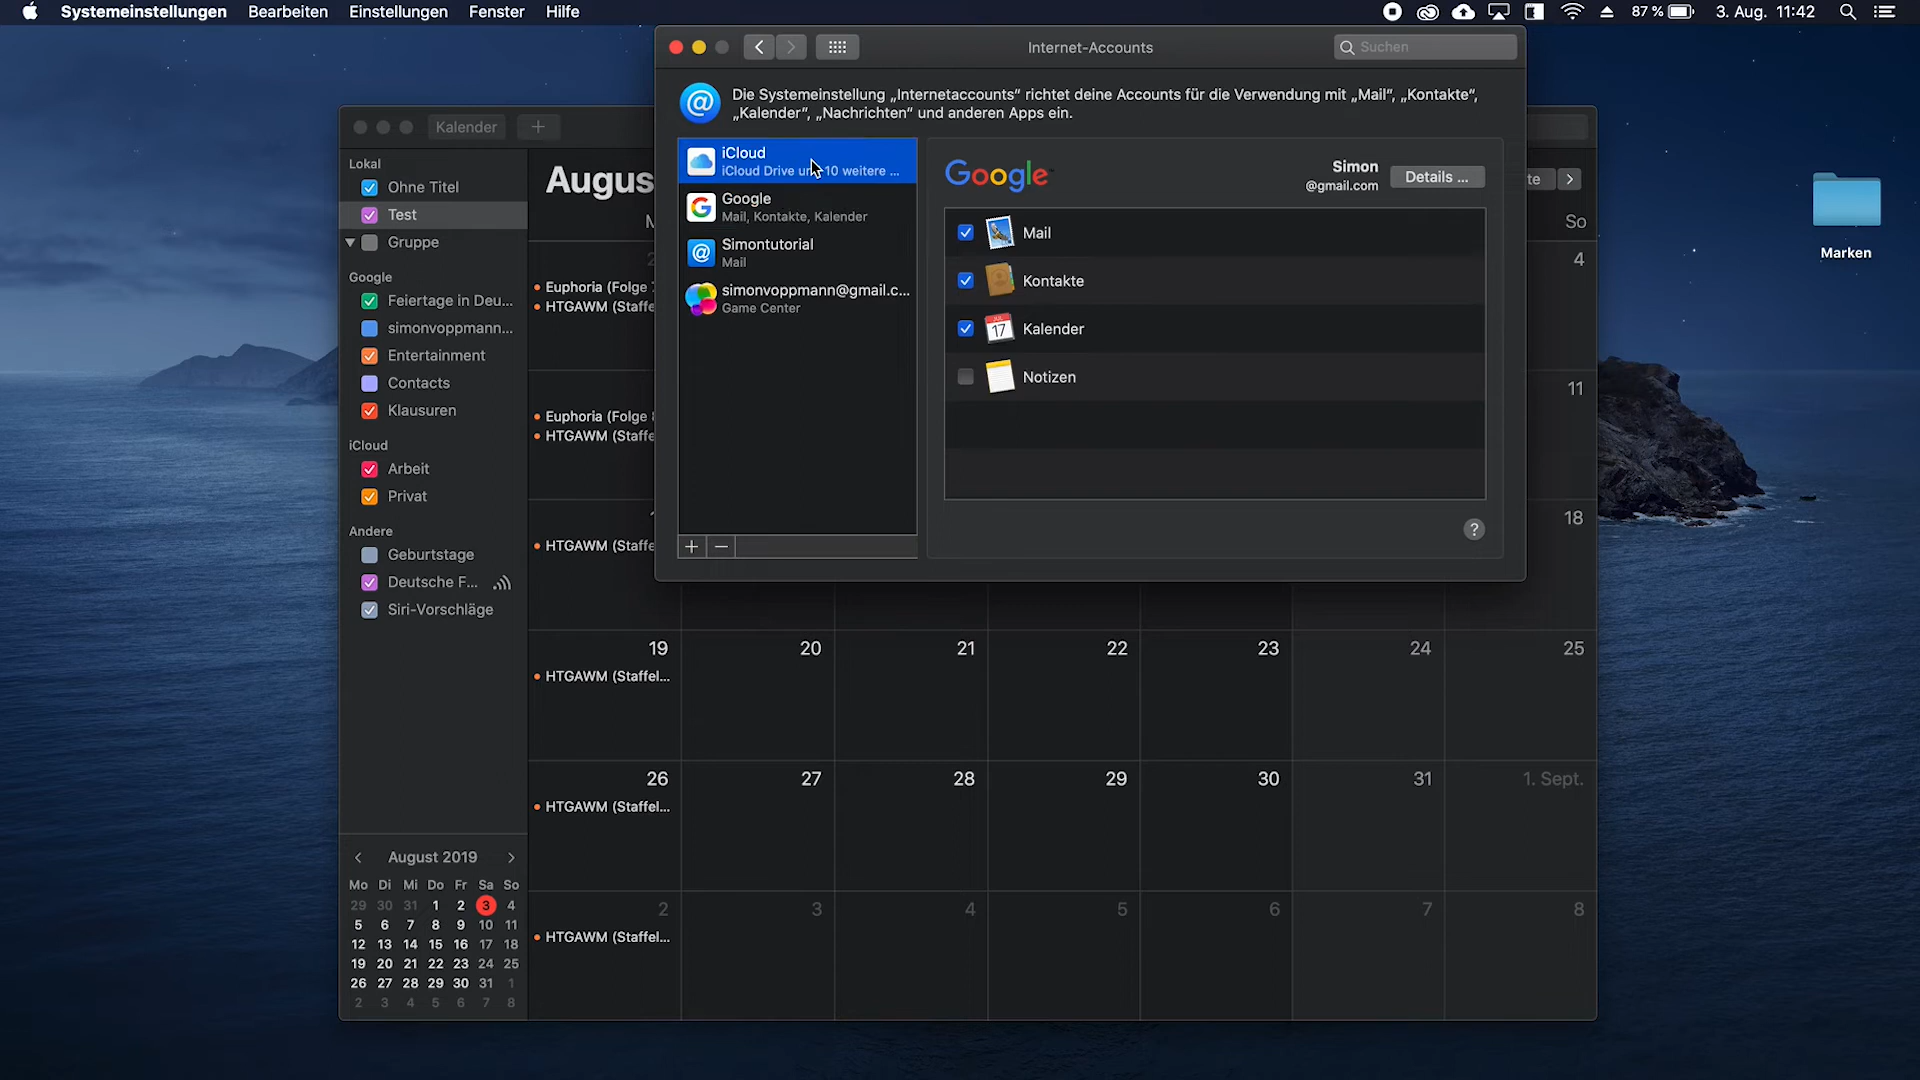 Systemeinstellungen Bearbeiten Einstellungen Fenster Hilfe
87 % 3. Aug. 11:42
Internet-Accounts
Suchen
Die Systemeinstellung „Internetaccounts“ richtet deine Accounts für die Verwendung mit „Mail“, „Kontakte“,
„Kalender“, „Nachrichten“ und anderen Apps ein.
iCloud
iCloud Drive 10 weitere ...
Google
Mail, Kontakte, Kalender
Simontutorial
Mail
simonvoppmann@gmail.c...
Game Center
Google
Simon
@gmail.com
Details ...
Mail
Kontakte
17
Kalender
Notizen
?
Marken
Kalender
Lokal
Ohne Titel
Test
Gruppe
Google
Feiertage in Deu...
simonvoppmann...
Entertainment
Contacts
Klausuren
iCloud
Arbeit
Privat
Andere
Geburtstage
Deutsche F...
Siri-Vorschläge
August 2019
Mo Di Mi Do Fr Sa So
29 30 31 1 2 3 4
5 6 7 8 9 10 11
12 13 14 15 16 17 18
19 20 21 22 23 24 25
26 27 28 29 30 31 1
2 3 4 5 6 7 8
Augus
te
So
4
Euphoria (Folge
HTGAWM (Staffe
11
Euphoria (Folge
HTGAWM (Staffe
18
HTGAWM (Staffe
19 20 21 22 23 24 25
HTGAWM (Staffel...
26 27 28 29 30 31 1. Sept.
HTGAWM (Staffel...
2 3 4 5 6 7 8
HTGAWM (Staffel...